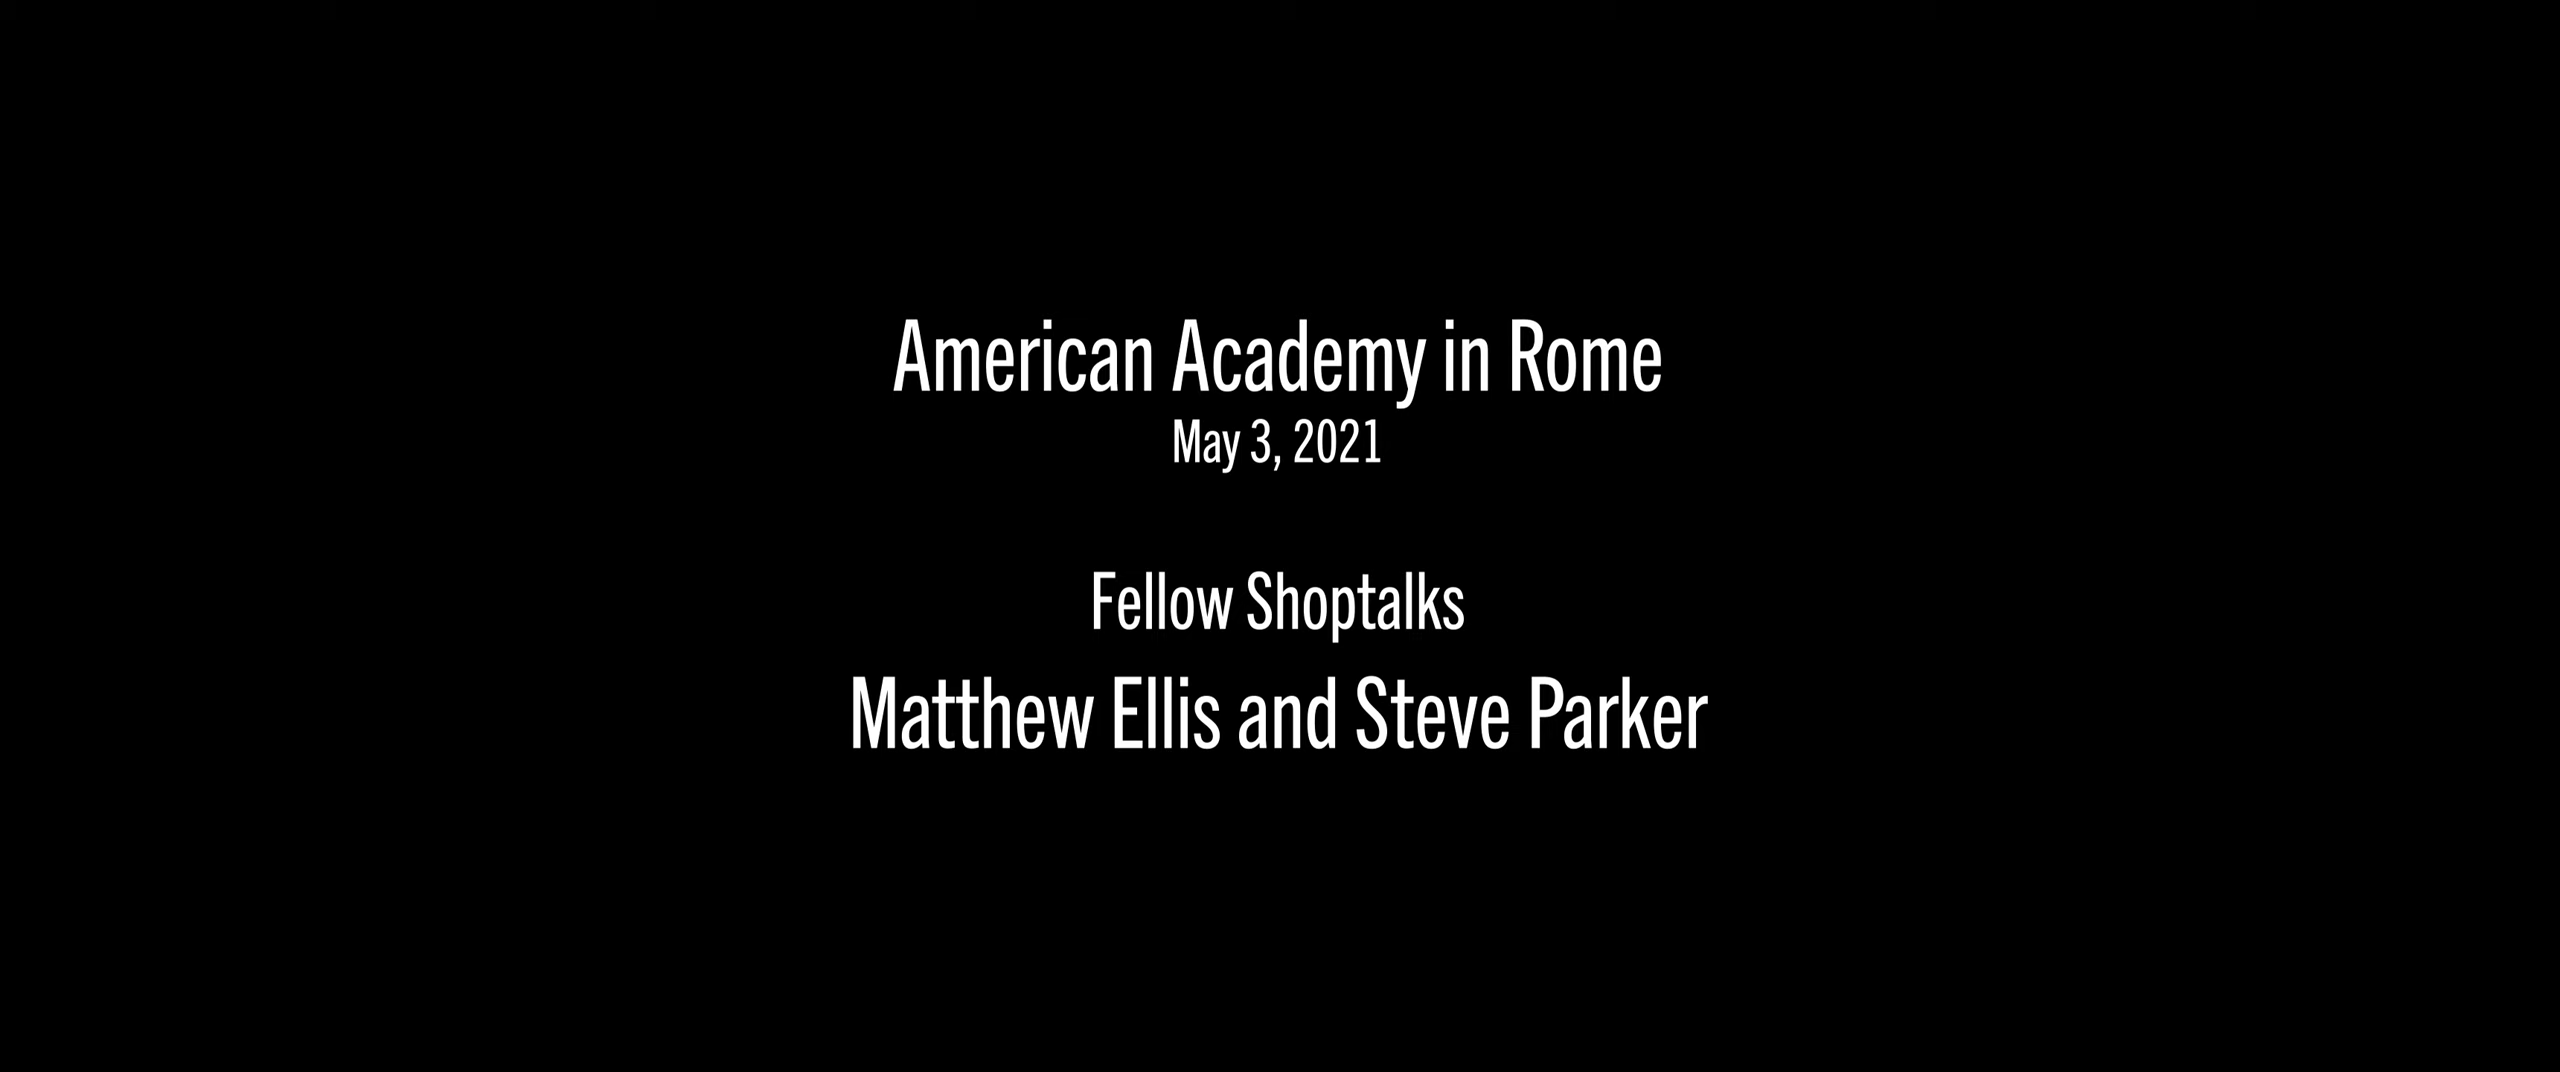 American Academy in Rome
May 3, 2021
Fellow Shoptalks
Matthew Ellis and Steve Parker